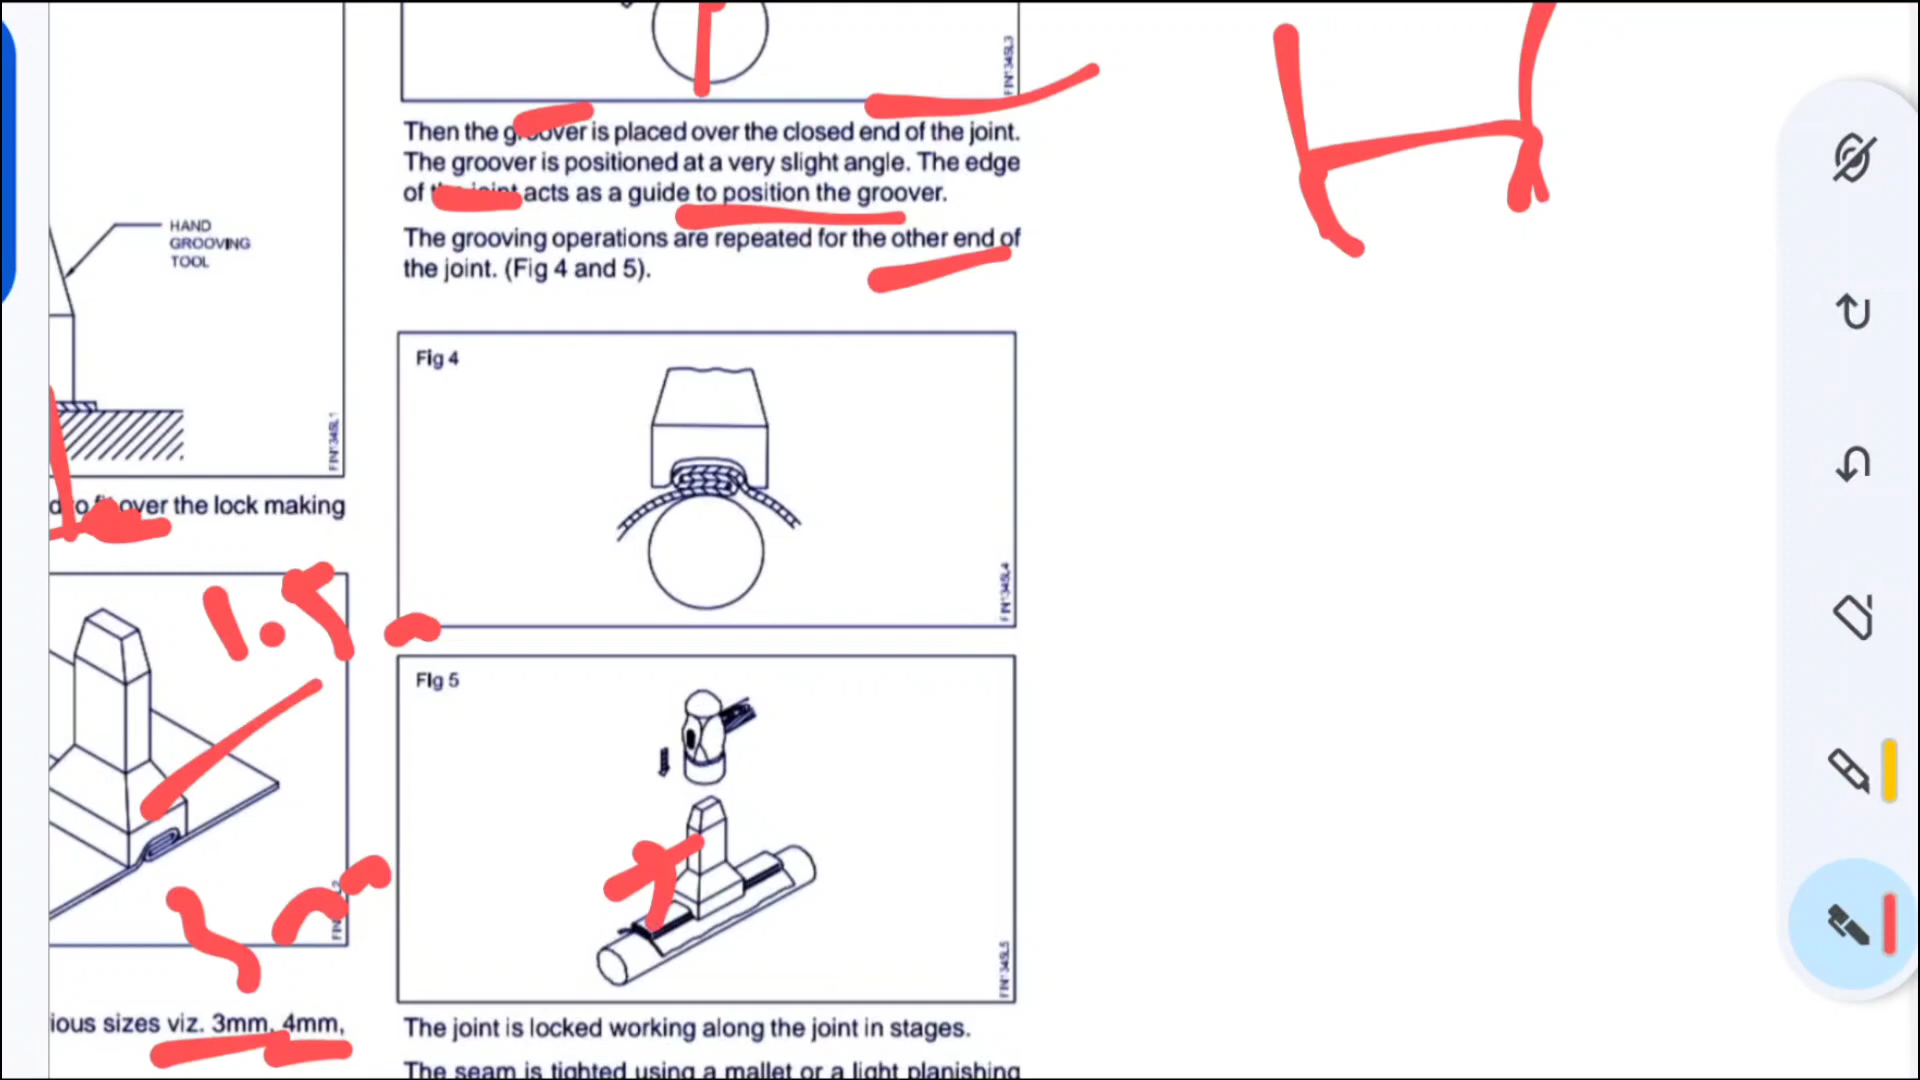 HAND
GROOVING
TOOL
over the lock making
ious sizes viz. 3mm, 4mm,
FIN134SL3
Then the groover is placed over the closed end of the joint.
The groover is positioned at a very slight angle. The edge
of the joint acts as a guide to position the groover.
The grooving operations are repeated for the other end of
the joint. (Fig 4 and 5).
Fig 4
FIN134SL4
Fig 5
FIN134SL5
The joint is locked working along the joint in stages.
The seam is tighted using a mallet or a light planishing